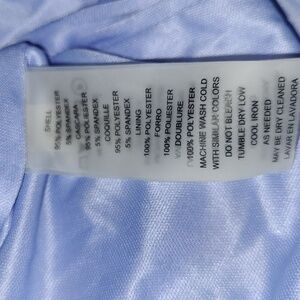 SHELL
95% POLYESTER
5% SPANDEX
CASCARA
95% POLIESTER
5% SPANDEX
COQUILLE
95% POLYESTER
5% SPANDEX
LINING
100% POLYESTER
FORRO
100% POLIESTER
DOUBLURE
100% POLYESTER
MACHINE WASH COLD
WITH SIMILAR COLORS
DO NOT BLEACH
TUMBLE DRY LOW
COOL IRON
AS NEEDED
MAY BE DRY CLEANED
LAVAR EN LAVADORA